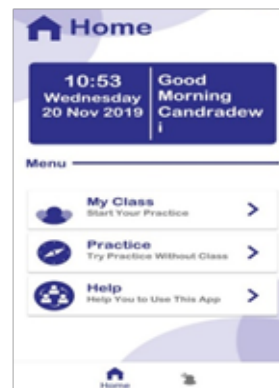 Home
10:53
Wednesday
20 Nov 2019
Good
Morning
Candradew
i
Menu
My Class
Start Your Practice
Practice
Try Practice Without Class
Help
Help You to Use This App
Home